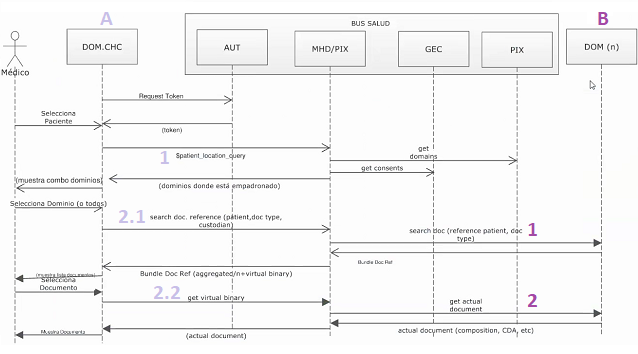 A
BUS SALUD
B
DOM.CHC
AUT
MHD/PIX
GEC
PIX
DOM (n)
Médico
Request Token
Selecciona
Paciente
(token)
1
$patient_location_query
get
domains
get consents
(muestra combo dominios)
(dominios donde está empadronado)
Selecciona Dominio (o todos)
2.1
search doc. reference (patient,doc type,
custodian)
search doc (reference patient, doc
type)
1
Bundle Doc Ref
(muestra lista documentos)
Bundle Doc Ref (aggregated/n+virtual binary)
Selecciona
Documento
2.2
get virtual binary
get actual
document
2
Muestra Documento
(actual document)
actual document (composition, CDA, etc)